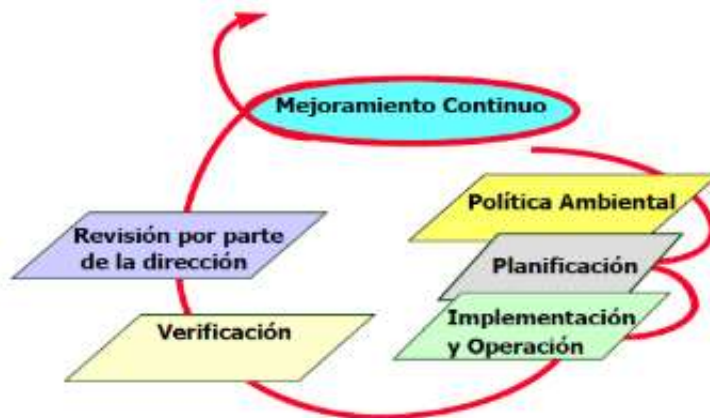 Mejoramiento Continuo
Política Ambiental
Planificación
Implementación
y Operación
Verificación
Revisión por parte
de la dirección